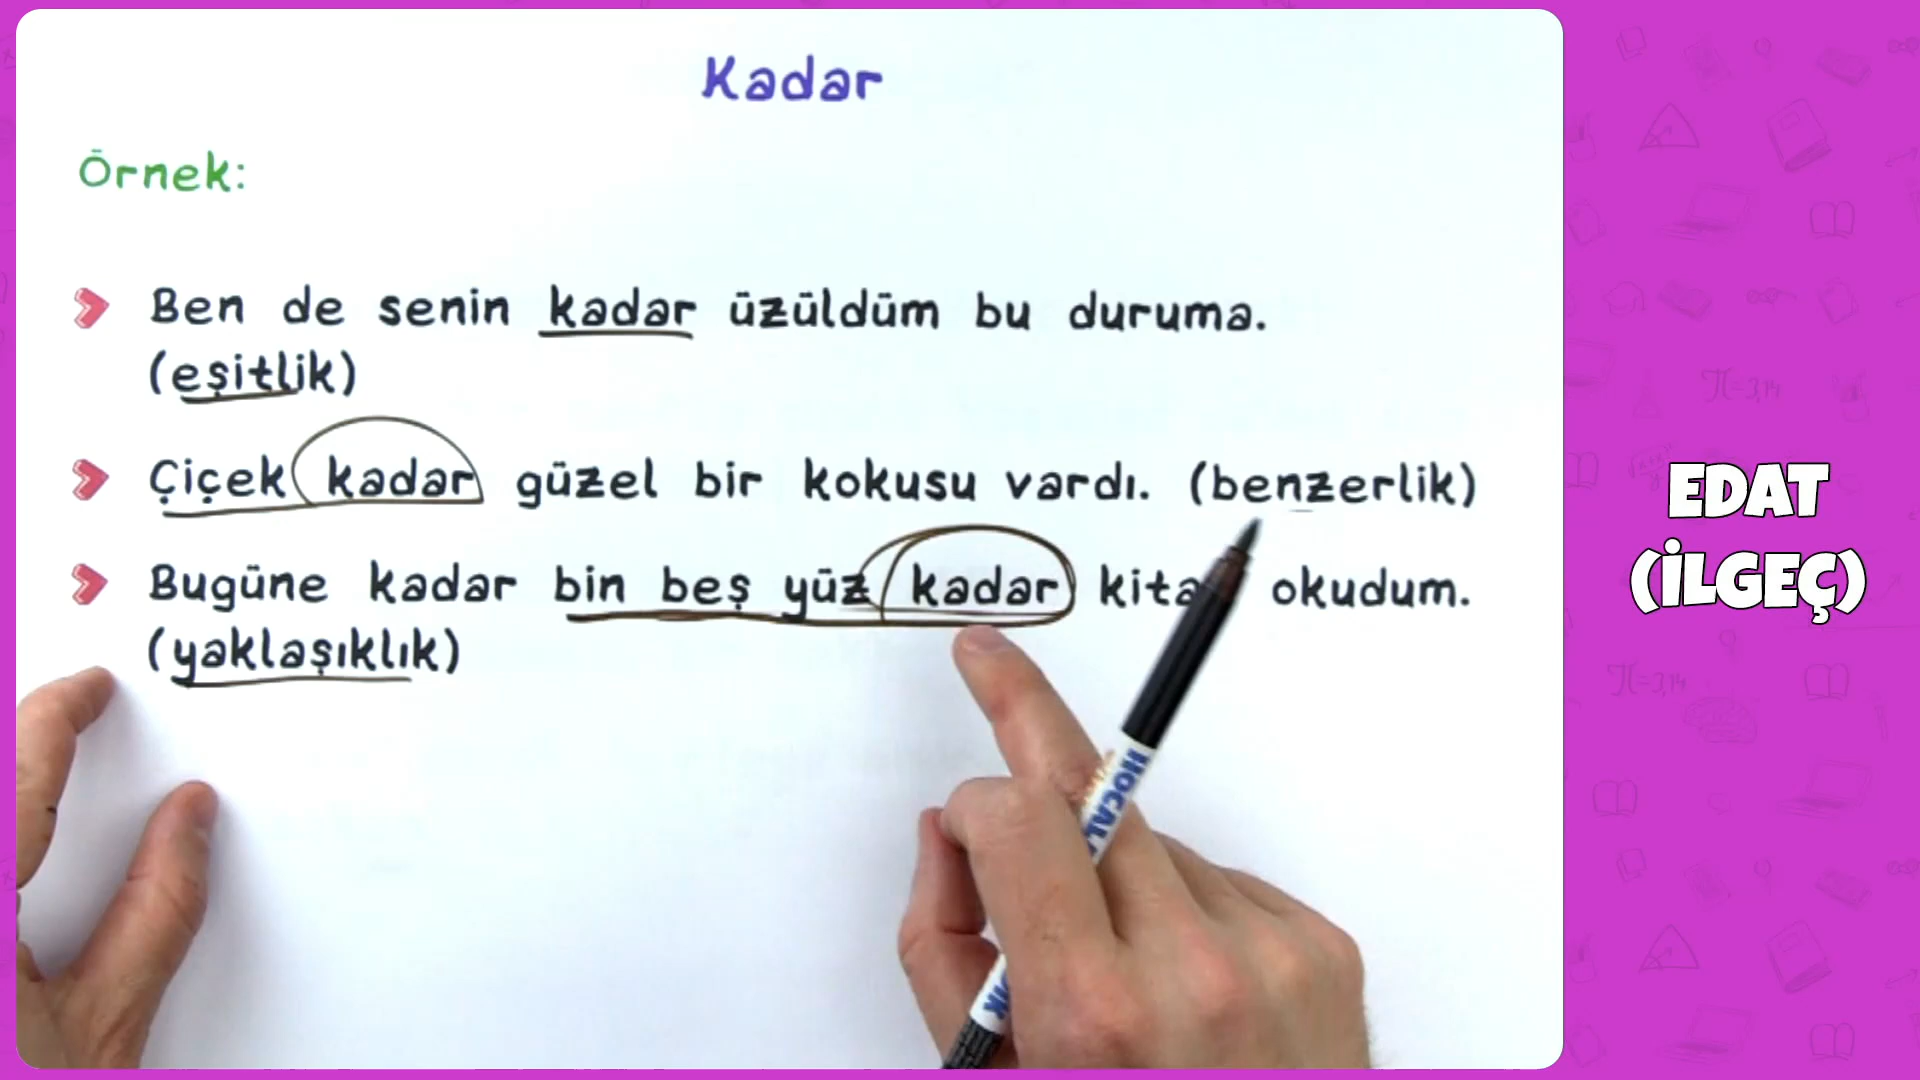 Kadar
Örnek:
Ben de senin kadar üzüldüm bu duruma.
(eşitlik)
Çiçek kadar güzel bir kokusu vardı. (benzerlik)
Bugüne kadar bin beş yüz kadar okudum.
(yaklaşıklık)
EDAT
(İLGEÇ)